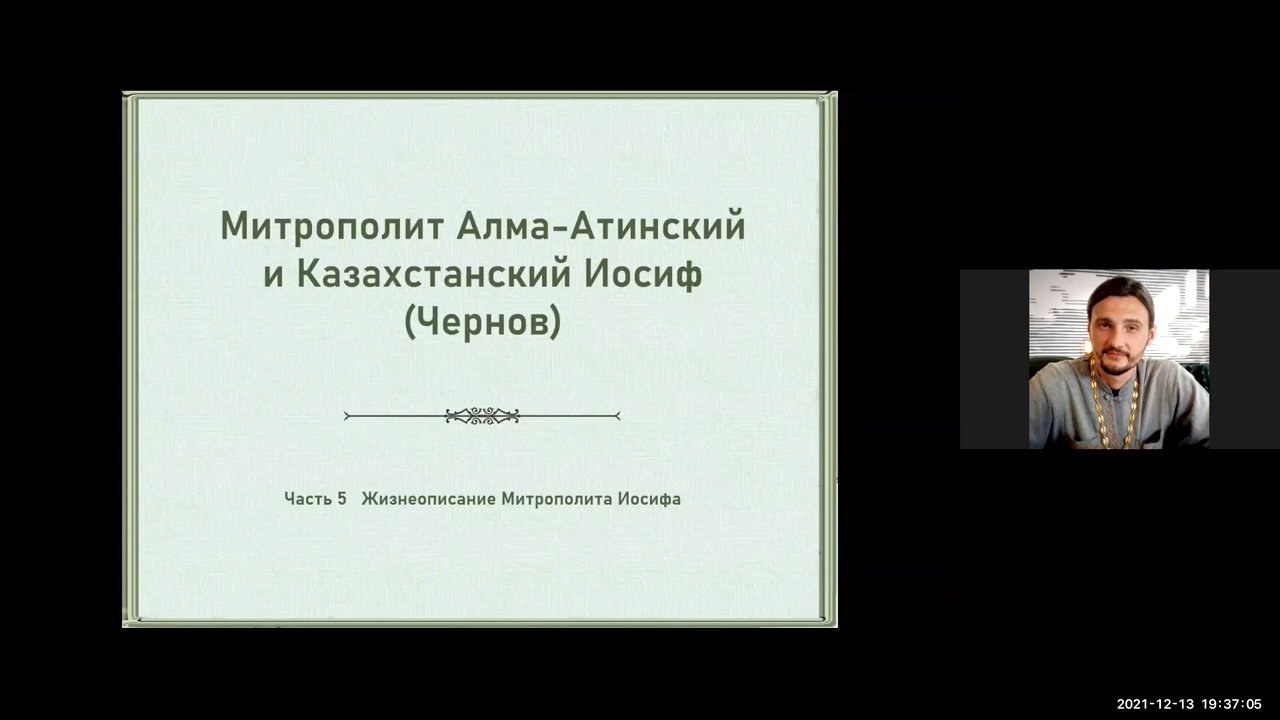 Митрополит Алма-Атинский
и Казахстанский Иосиф
(Чернов)
Часть 5 Жизнеописание Митрополита Иосифа
2021-12-13 19:37:05